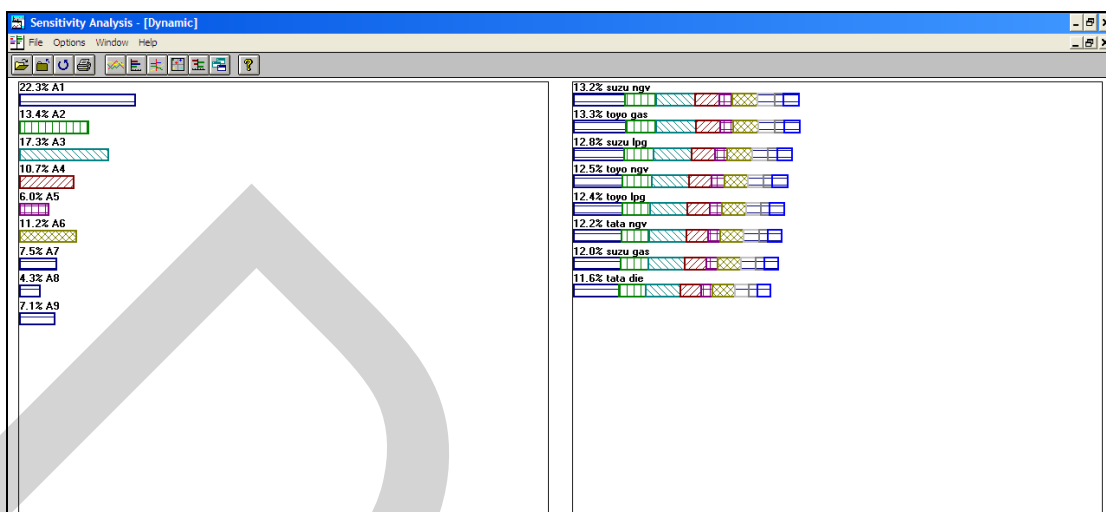 Sensitivity Analysis - [Dynamic]
File Options Window Help
22.3% A1
13.4% A2
17.3% A3
10.7% A4
6.0% A5
11.2% A6
7.5% A7
4.3% A8
7.1% A9
13.2% suzu ngv
13.3% toyo gas
12.8% suzu lpg
12.5% toyo ngv
12.4% toyo lpg
12.2% tata ngv
12.0% suzu gas
11.6% tata die